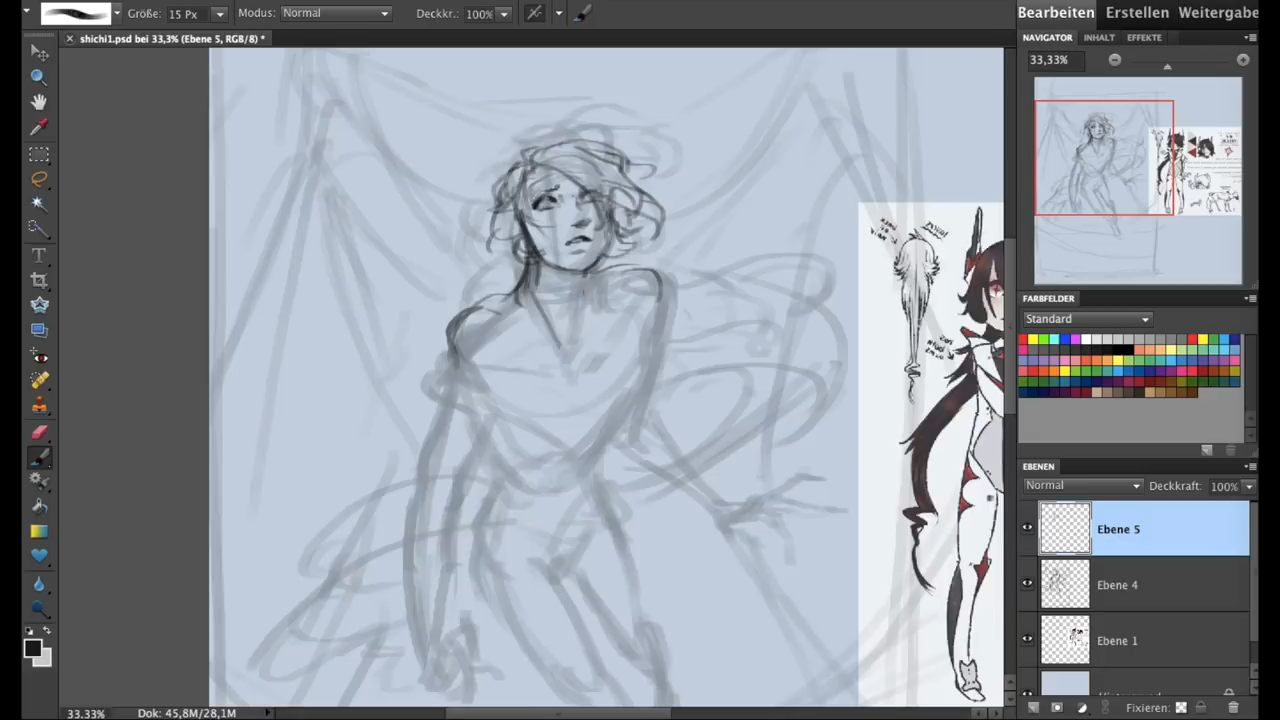 Größe: 15 Px Modus: Normal Deckkr.: 100%
Bearbeiten Erstellen Weitergabe
shichi1.psd bei 33,3% (Ebene 5, RGB/8) *
NAVIGATOR INHALT EFFEKTE
33,33%
FARBFELDER
Standard
EBENEN
Normal Deckkraft: 100%
Ebene 5
Ebene 4
Ebene 1
33.33% Dok: 45,8M/28,1M
Fixieren: